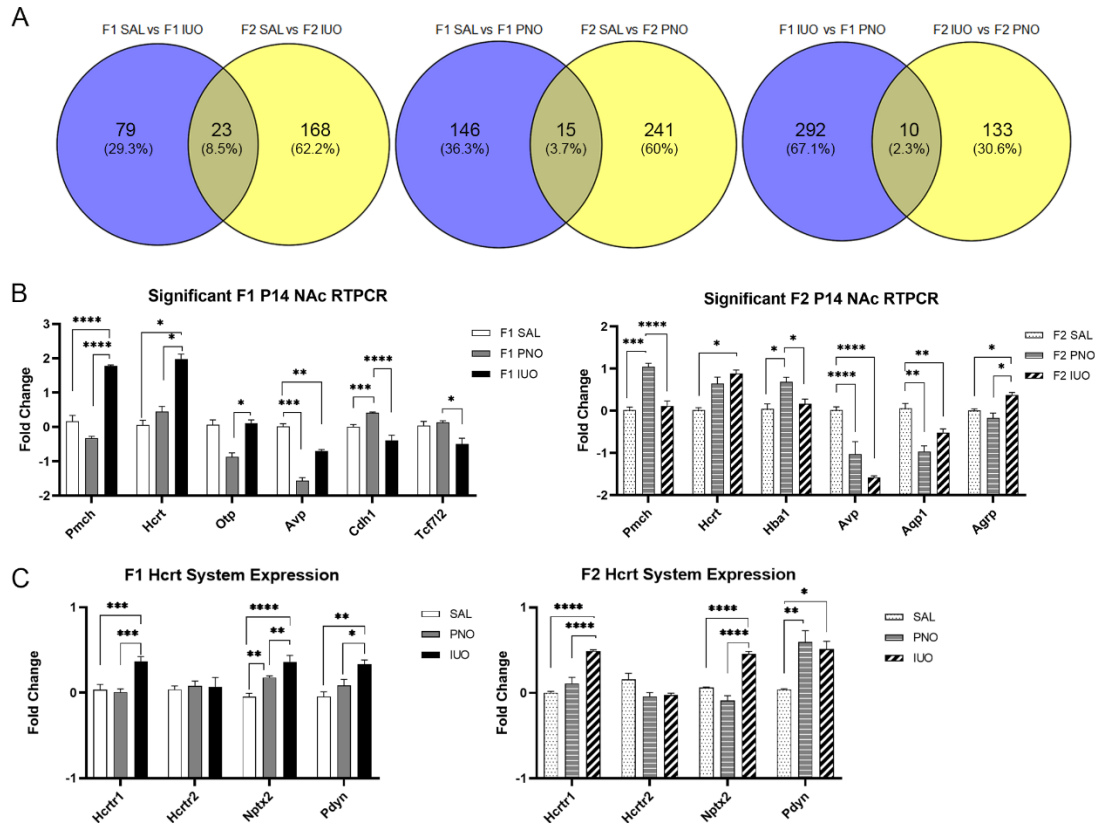 A
F1 SAL vs F1 IUO
F2 SAL vs F2 IUO
79
(29.3%)
23
(8.5%)
168
(62.2%)
F1 SAL vs F1 PNO
F2 SAL vs F2 PNO
146
(36.3%)
15
(3.7%)
241
(60%)
F1 IUO vs F1 PNO
F2 IUO vs F2 PNO
292
(67.1%)
10
(2.3%)
133
(30.6%)
B
Significant F1 P14 NAc RTPCR
Fold Change
3
2
1
0
-1
-2
****
****
*
*
*
**
***
****
***
*
Pmch
Hcrt
Otp
Avp
Cdh1
Tcf7l2
F1 SAL
F1 PNO
F1 IUO
Significant F2 P14 NAc RTPCR
Fold Change
2
1
0
-1
-2
***
****
*
*
*
****
****
**
**
*
*
Pmch
Hcrt
Hba1
Avp
Aqp1
Agrp
F2 SAL
F2 PNO
F2 IUO
C
F1 Hcrt System Expression
Fold Change
1
0
-1
***
***
****
**
**
**
*
Hcrtr1
Hcrtr2
Nptx2
Pdyn
SAL
PNO
IUO
F2 Hcrt System Expression
Fold Change
1
0
-1
****
****
****
****
*
**
Hcrtr1
Hcrtr2
Nptx2
Pdyn
SAL
PNO
IUO